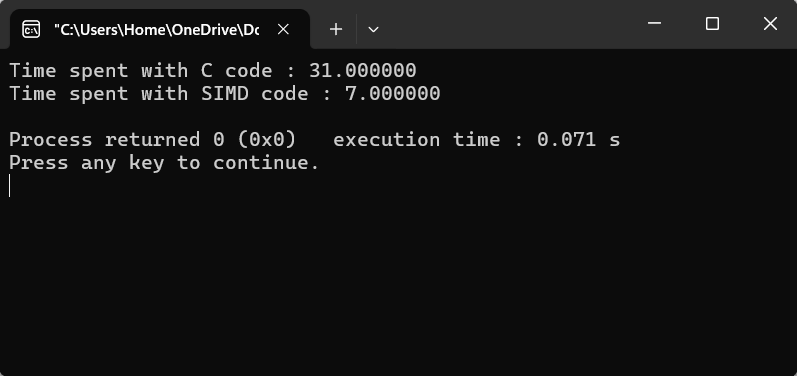 "C:\Users\Home\OneDrive\Do
Time spent with C code : 31.000000
Time spent with SIMD code : 7.000000
Process returned 0 (0x0)   execution time : 0.071 s
Press any key to continue.